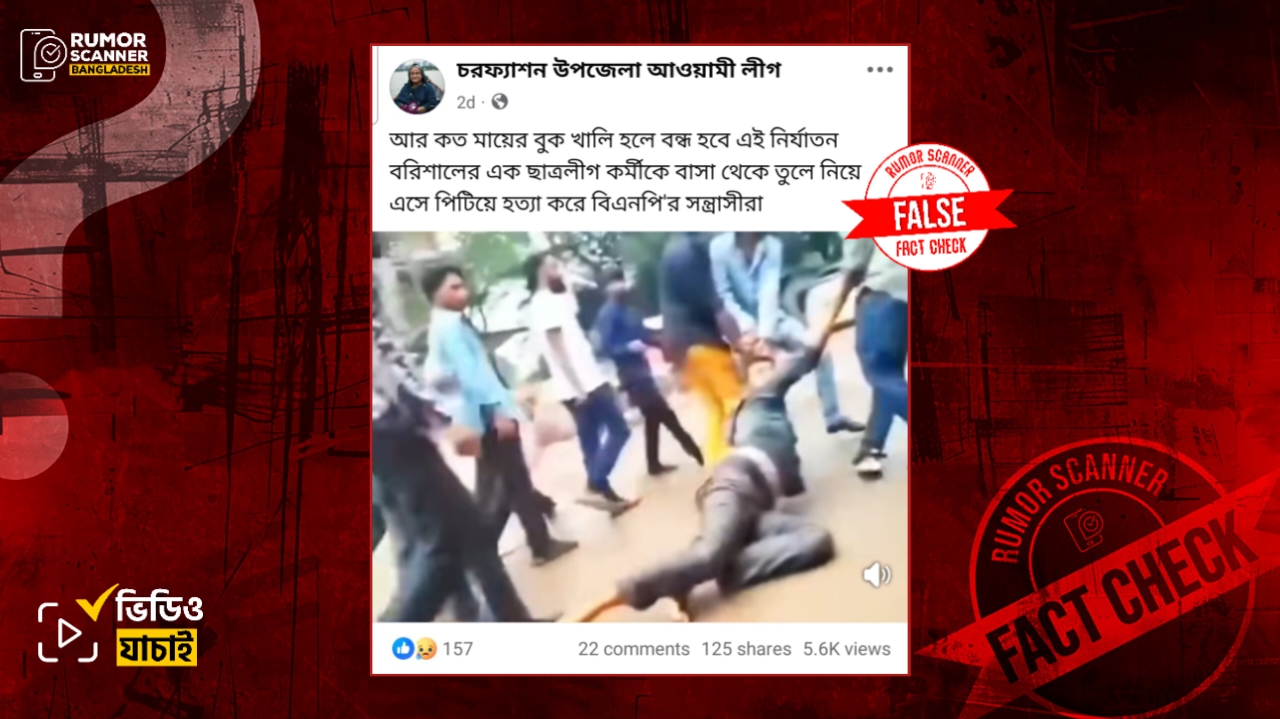 RUMOR
SCANNER
BANGLADESH
চরফ্যাশন উপজেলা আওয়ামী লীগ
2d
আর কত মায়ের বুক খালি হলে বন্ধ হবে এই নির্যাতন
বরিশালের এক ছাত্রলীগ কর্মীকে বাসা থেকে তুলে নিয়ে
এসে পিটিয়ে হত্যা করে বিএনপি'র সন্ত্রাসীরা
RUMOR SCANNER
FALSE
FACT CHECK
157
22 comments 125 shares 5.6K views
ভিডিও
যাচাই
RUMOR SCANNER
FACT CHECK